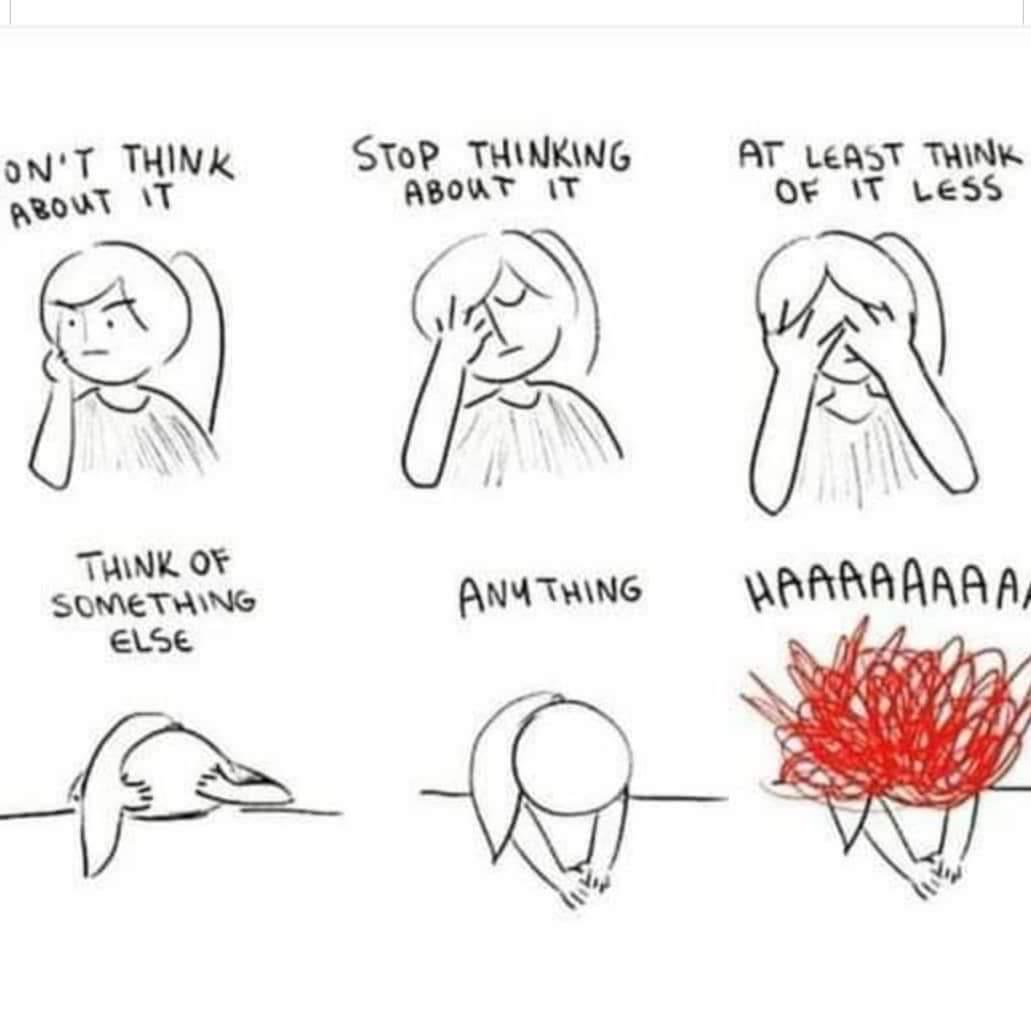 ON'T THINK
ABOUT IT
STOP THINKING
ABOUT IT
AT LEAST THINK
OF IT LESS
THINK OF
SOMETHING
ELSE
ANYTHING
HAAAAAAAAA